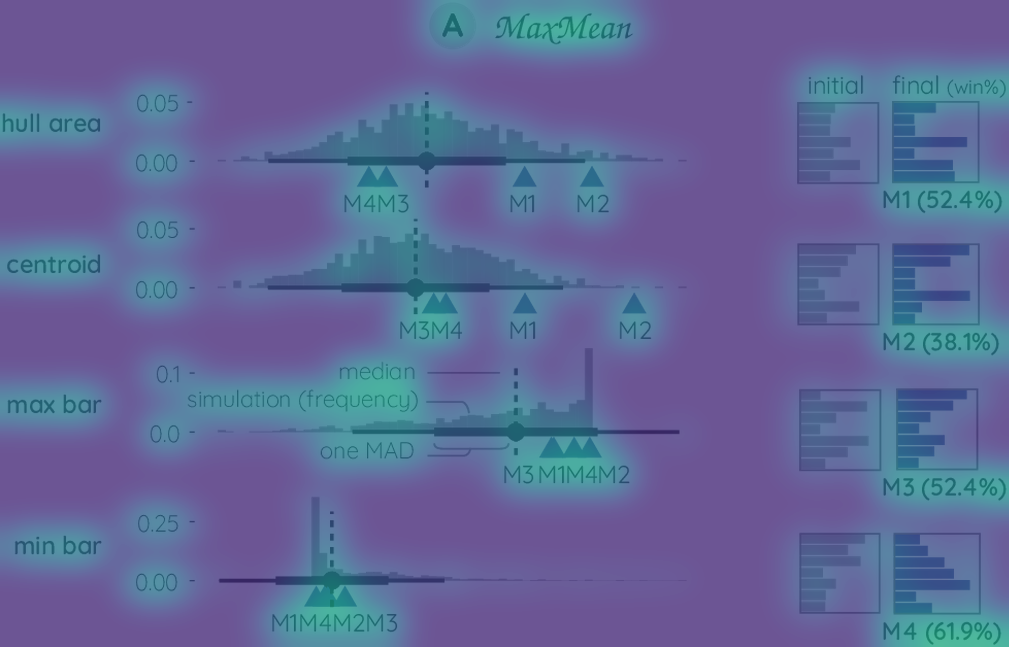 A MaxMean
initial final (win%)
hull area
0.05
0.00
M4M3 M1 M2
M1 (52.4%)
centroid
0.05
0.00
M3M4 M1 M2
M2 (38.1%)
max bar
0.1
0.0
median
simulation (frequency)
one MAD
M3 M1M4M2
M3 (52.4%)
min bar
0.25
0.00
M1M4M2M3
M4 (61.9%)